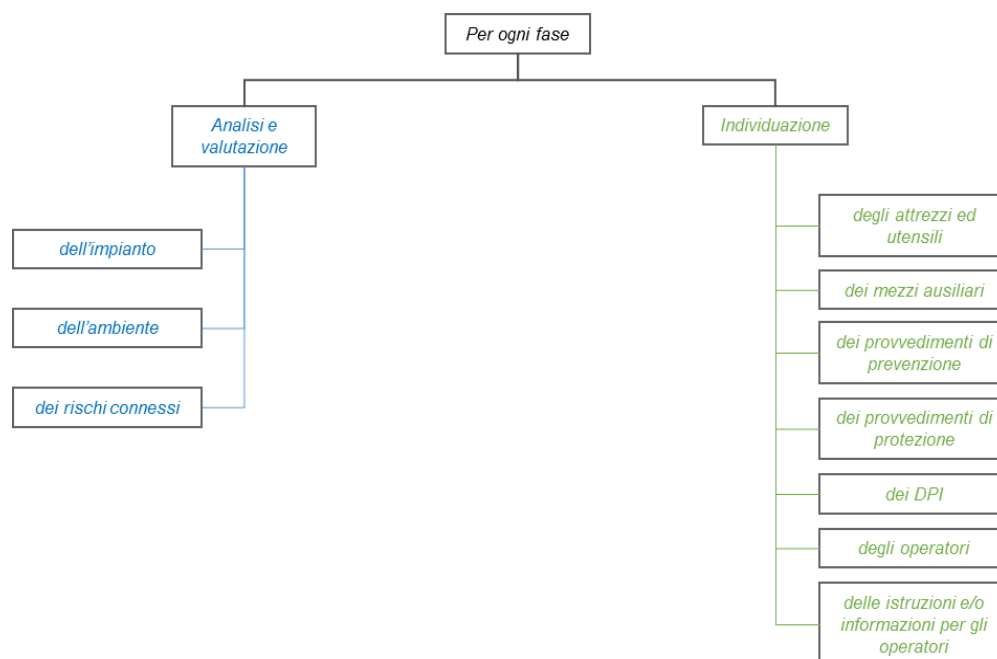 Per ogni fase
Analisi e
valutazione
dell'impianto
dell'ambiente
dei rischi connessi
Individuazione
degli attrezzi ed
utensili
dei mezzi ausiliari
dei provvedimenti di
prevenzione
dei provvedimenti di
protezione
dei DPI
degli operatori
delle istruzioni e/o
informazioni per gli
operatori